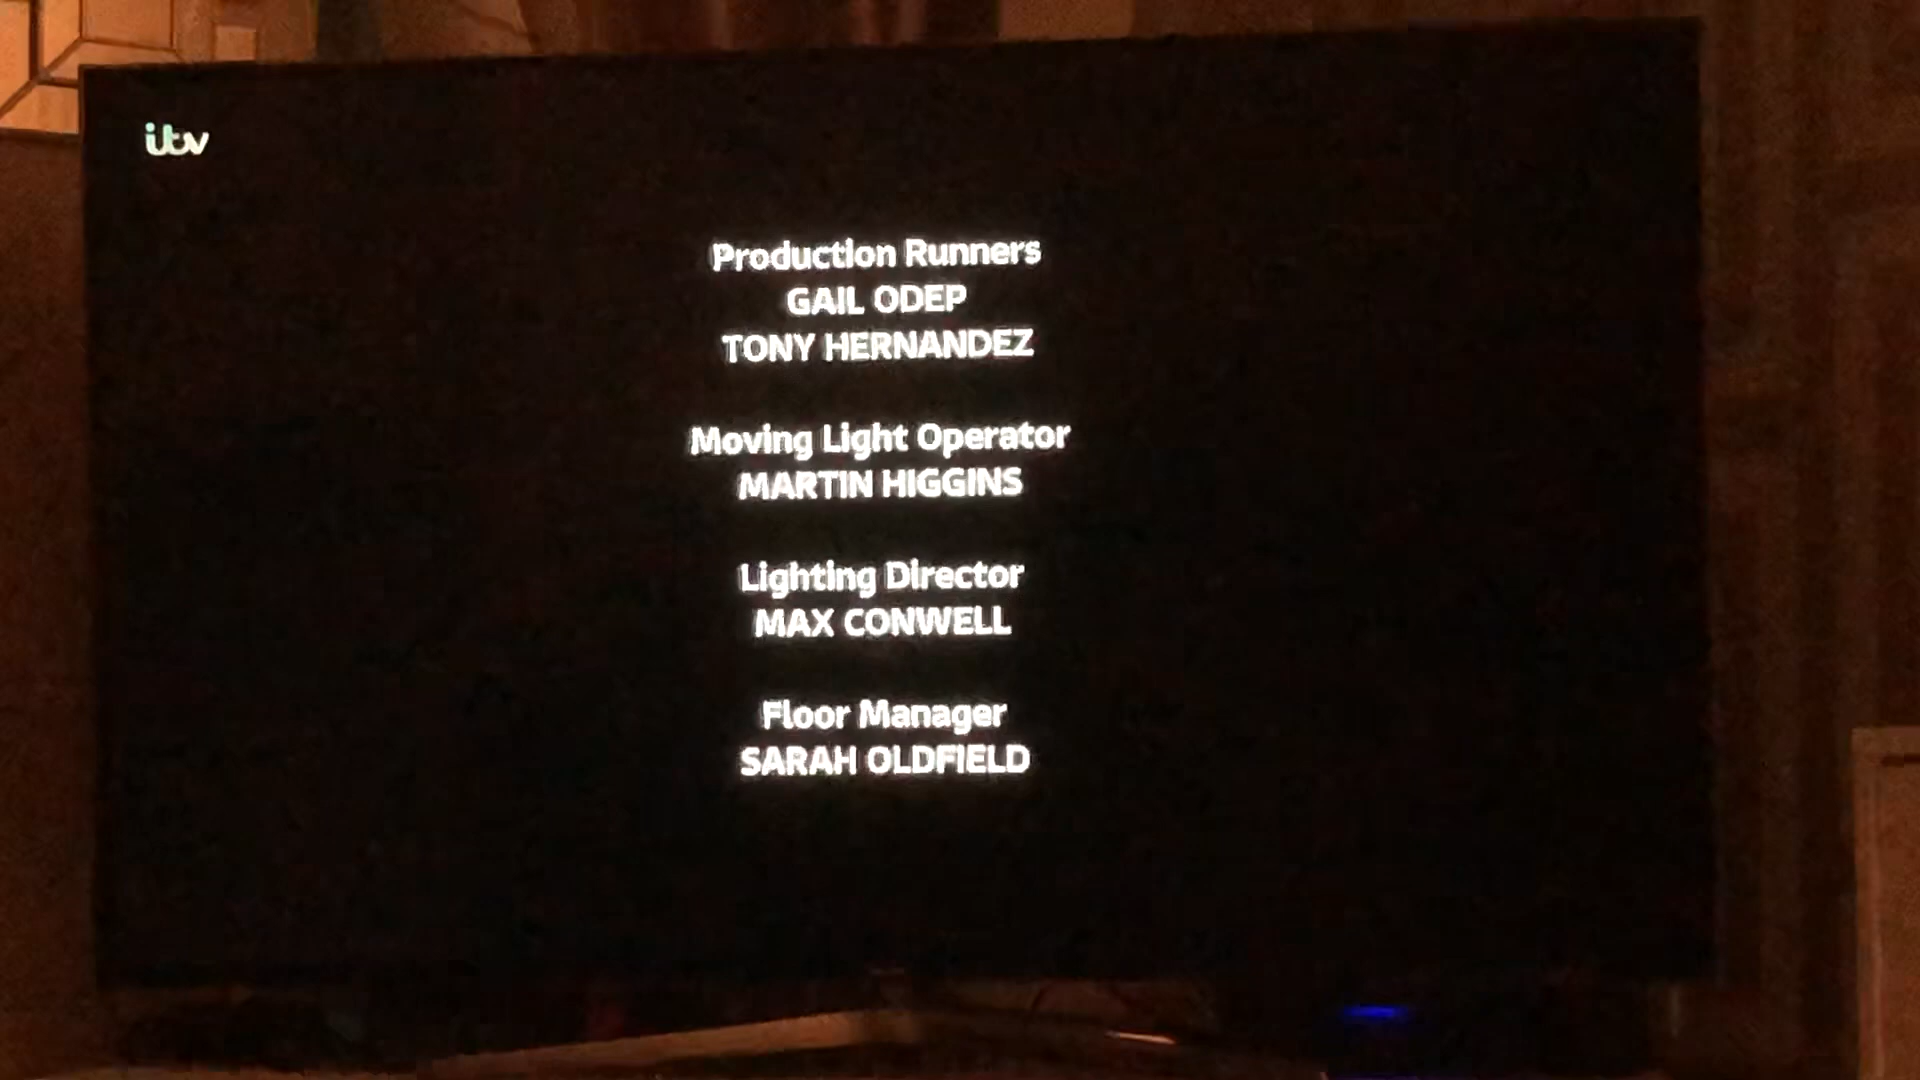 itv
Production Runners
GAIL ODEP
TONY HERNANDEZ
Moving Light Operator
MARTIN HIGGINS
Lighting Director
MAX CONWELL
Floor Manager
SARAH OLDFIELD